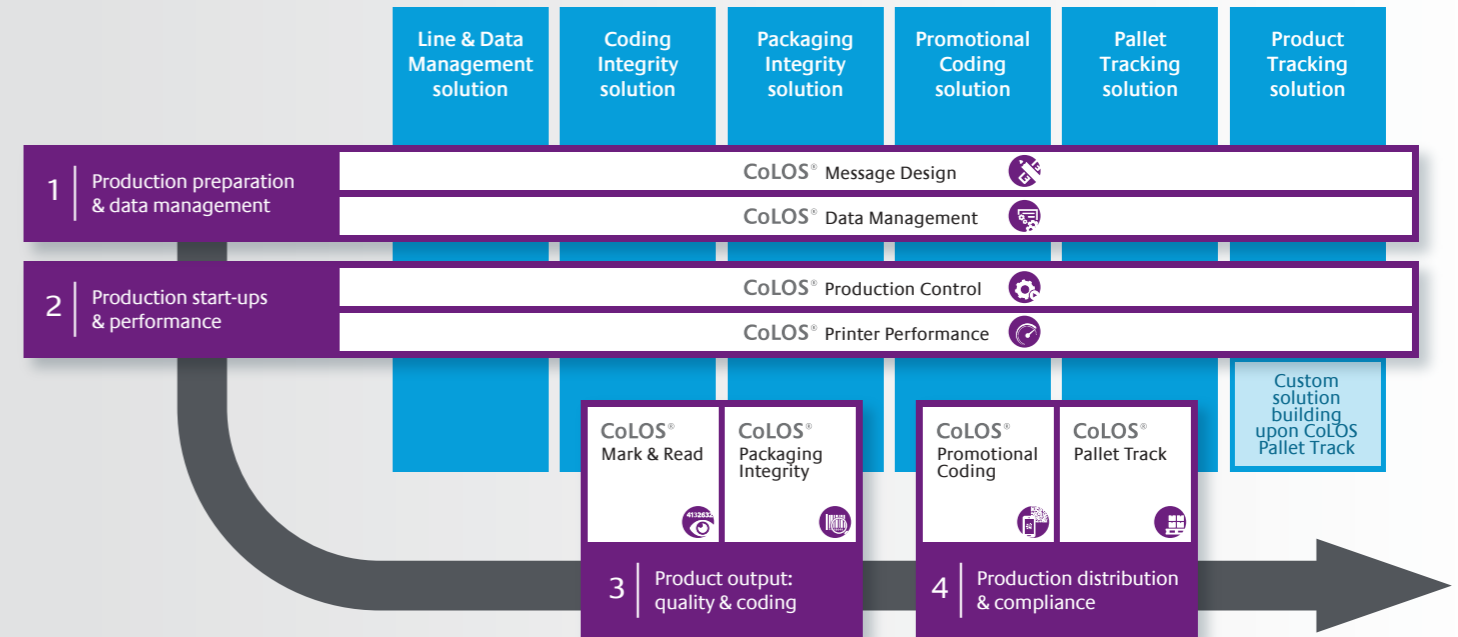 Line & Data
Management
solution
Coding
Integrity
solution
Packaging
Integrity
solution
Promotional
Coding
solution
Pallet
Tracking
solution
Product
Tracking
solution
1
Production preparation
& data management
CoLOS® Message Design
CoLOS® Data Management
2
Production start-ups
& performance
CoLOS® Production Control
CoLOS® Printer Performance
Custom
solution
building
upon CoLOS
Pallet Track
CoLOS®
Mark & Read
4132632
CoLOS®
Packaging
Integrity
CoLOS®
Promotional
Coding
CoLOS®
Pallet Track
3
Product output:
quality & coding
4
Production distribution
& compliance